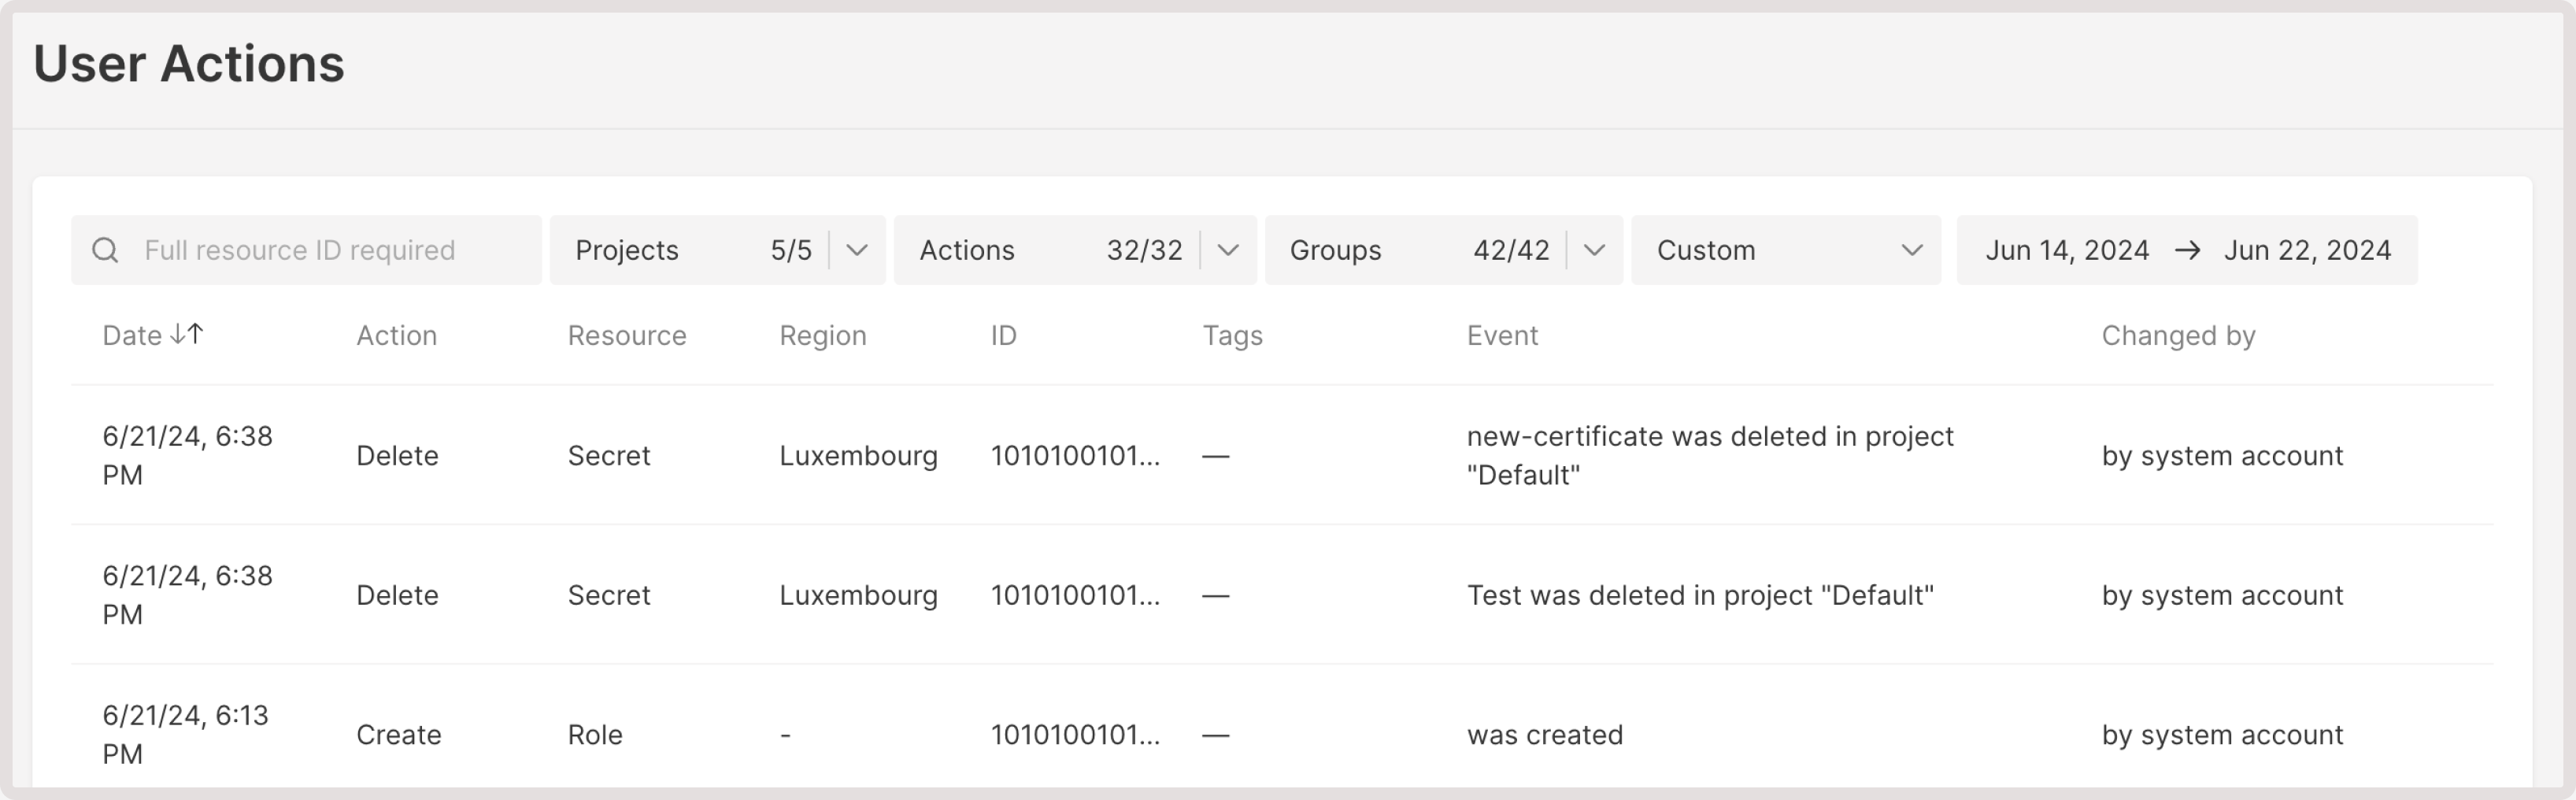 User Actions
Full resource ID required Projects 5/5 Actions 32/32 Groups 42/42 Custom Jun 14, 2024 → Jun 22, 2024
Date ↓↑ Action Resource Region ID Tags Event Changed by
6/21/24, 6:38 PM Delete Secret Luxembourg 1010100101... — new-certificate was deleted in project "Default" by system account
6/21/24, 6:38 PM Delete Secret Luxembourg 1010100101... — Test was deleted in project "Default" by system account
6/21/24, 6:13 PM Create Role - 1010100101... — was created by system account